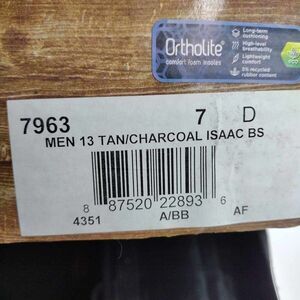 Ortholite
comfort foam insoles
Long-term
cushioning
High-level
breathability
Lightweight
comfort
5% recycled
rubber content
eco
7963 7 D
MEN 13 TAN/CHARCOAL ISAAC BS
8 87520 22893 6
4351 A/BB AF